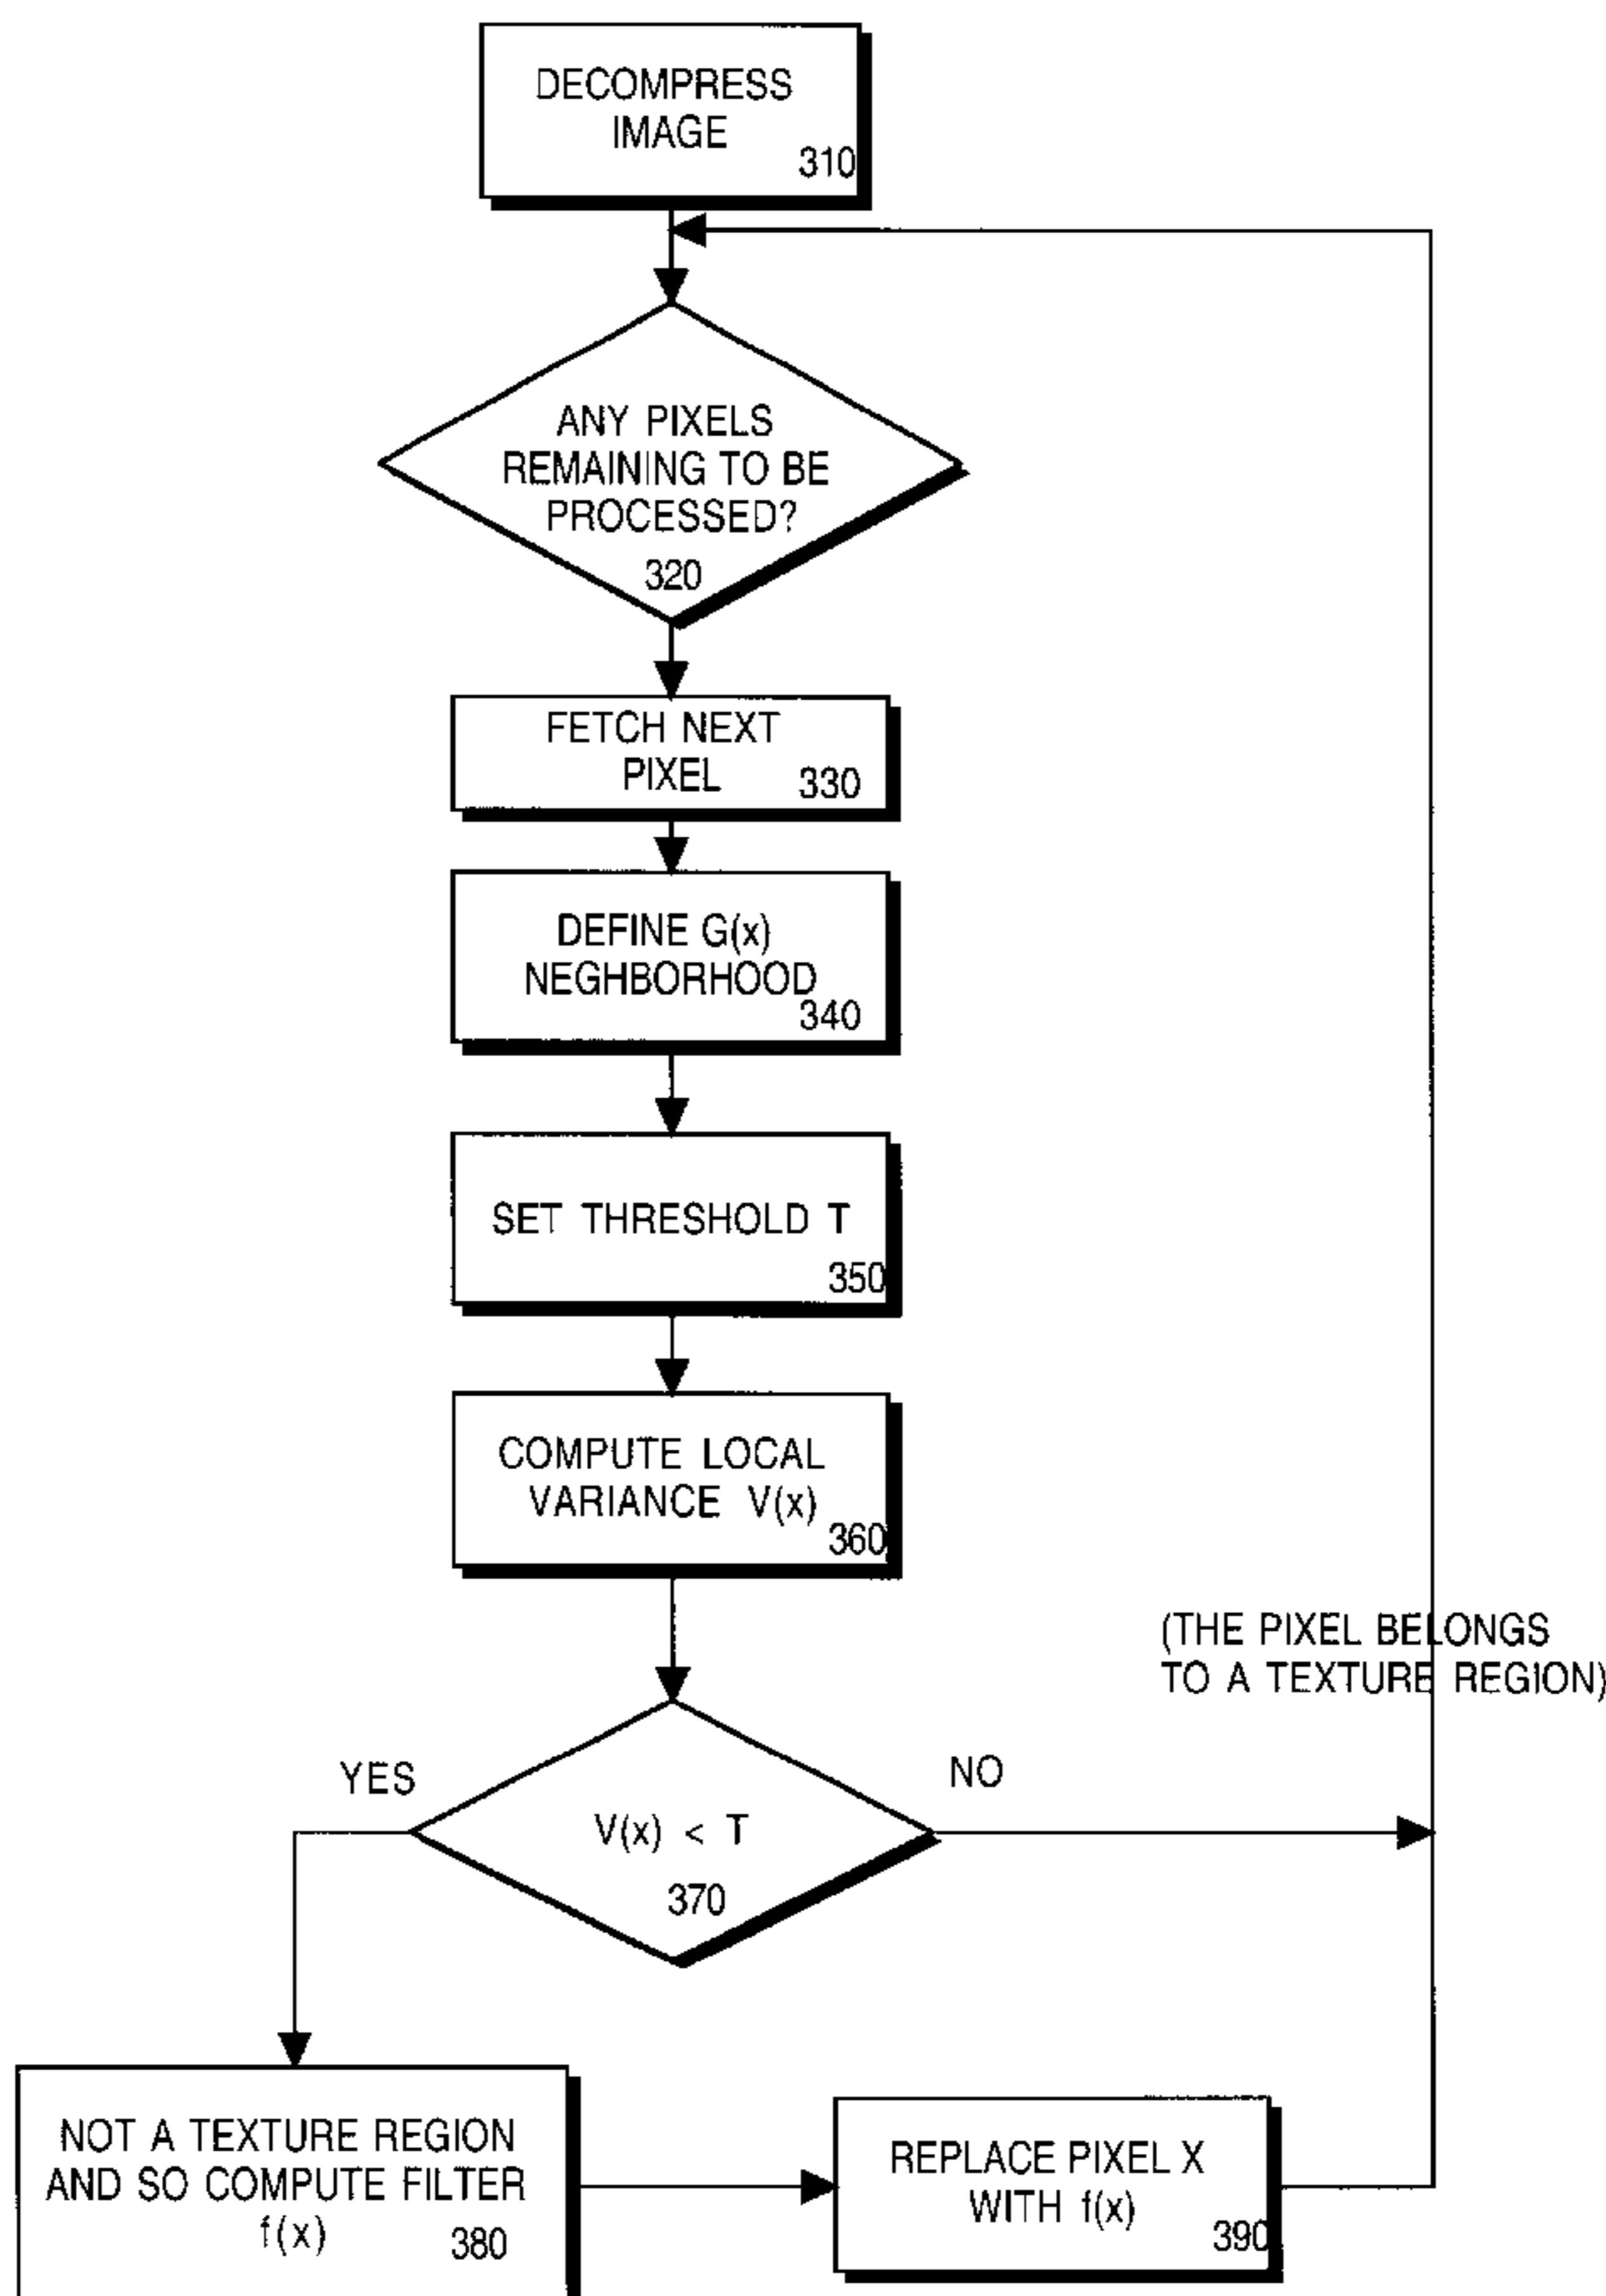 DECOMPRESS
IMAGE
310
ANY PIXELS
REMAINING TO BE
PROCESSED?
320
FETCH NEXT
PIXEL
330
DEFINE G(x)
NEGHBORHOOD
340
SET THRESHOLD T
350
COMPUTE LOCAL
VARIANCE V(x)
360
(THE PIXEL BELONGS
TO A TEXTURE REGION)
YES
NO
V(x) < T
370
NOT A TEXTURE REGION
AND SO COMPUTE FILTER
f(x)
380
REPLACE PIXEL X
WITH f(x)
390